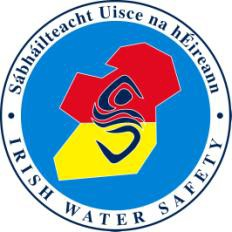 Sábháilteacht Uisce na hÉireann
• IRISH WATER SAFETY •